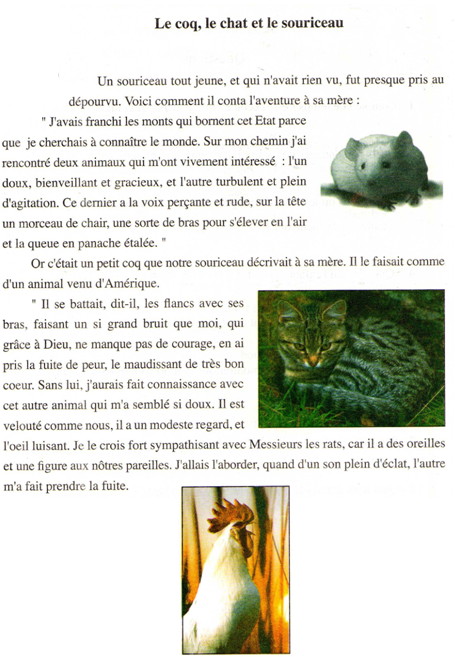 Le coq, le chat et le souriceau
Un souriceau tout jeune, et qui n'avait rien vu, fut presque pris au
dépourvu. Voici comment il conta l'aventure à sa mère :
" J'avais franchi les monts qui bornent cet Etat parce
que je cherchais à connaître le monde. Sur mon chemin j'ai
rencontré deux animaux qui m'ont vivement intéressé : l'un
doux, bienveillant et gracieux, et l'autre turbulent et plein
d'agitation. Ce dernier a la voix perçante et rude, sur la tête
un morceau de chair, une sorte de bras pour s'élever en l'air
et la queue en panache étalée. "
Or c'était un petit coq que notre souriceau décrivait à sa mère. Il le faisait comme
d'un animal venu d'Amérique.
" Il se battait, dit-il, les flancs avec ses
bras, faisant un si grand bruit que moi, qui
grâce à Dieu, ne manque pas de courage, en ai
pris la fuite de peur, le maudissant de très bon
coeur. Sans lui, j'aurais fait connaissance avec
cet autre animal qui m'a semblé si doux. Il est
velouté comme nous, il a un modeste regard, et
l'oeil luisant. Je le crois fort sympathisant avec Messieurs les rats, car il a des oreilles
et une figure aux nôtres pareilles. J'allais l'aborder, quand d'un son plein d'éclat, l'autre
m'a fait prendre la fuite.